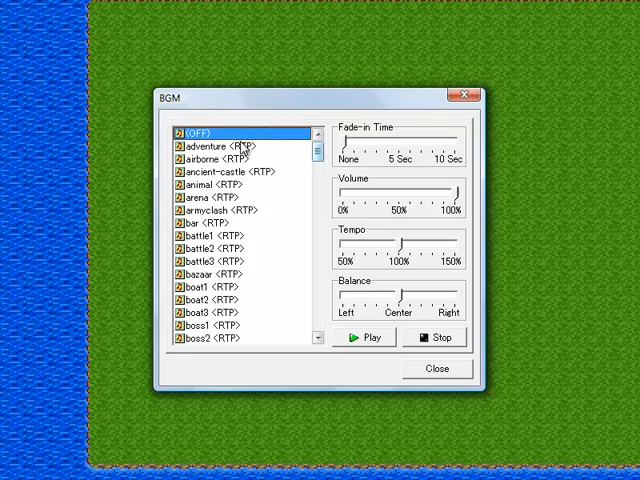 BGM
(OFF)
adventure <RTP>
airborne <RTP>
ancient-castle <RTP>
animal <RTP>
arena <RTP>
armyclash <RTP>
bar <RTP>
battle1 <RTP>
battle2 <RTP>
battle3 <RTP>
bazaar <RTP>
boat1 <RTP>
boat2 <RTP>
boat3 <RTP>
boss1 <RTP>
boss2 <RTP>
Fade-in Time
None 5 Sec 10 Sec
Volume
0% 50% 100%
Tempo
50% 100% 150%
Balance
Left Center Right
Play Stop
Close